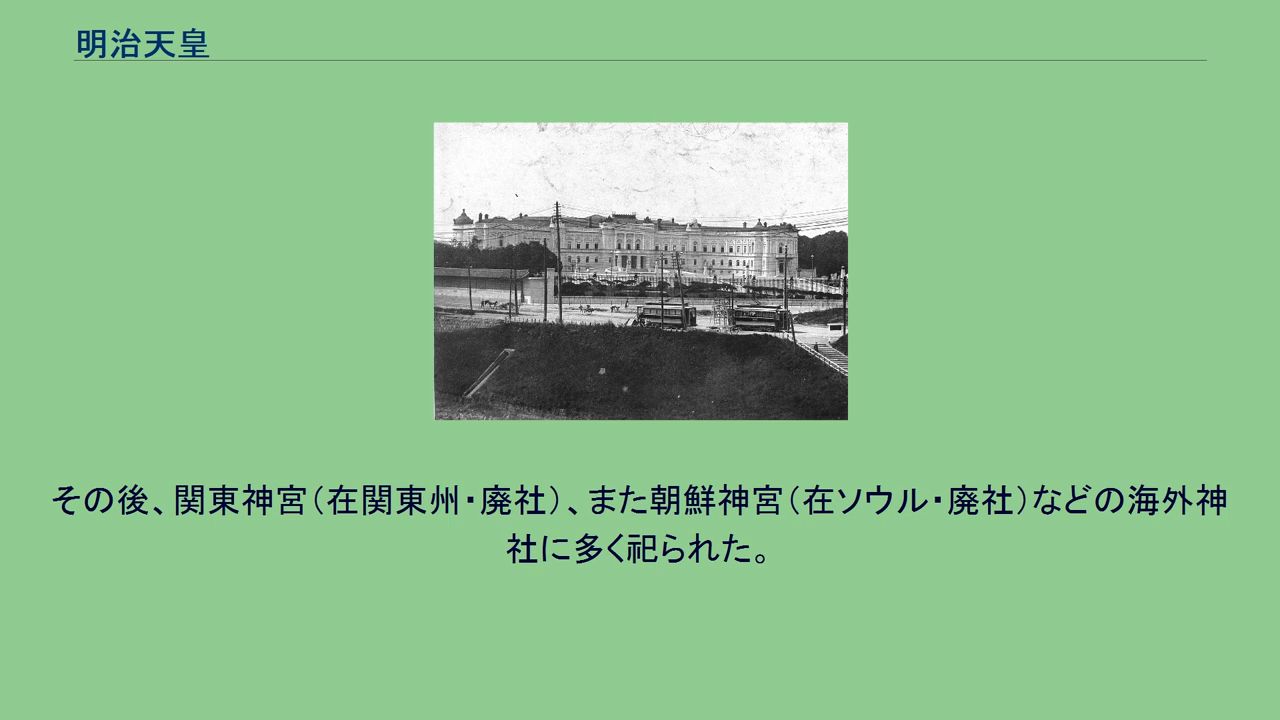 明治天皇
その後、関東神宮（在関東州・廃社）、また朝鮮神宮（在ソウル・廃社）などの海外神
社に多く祀られた。